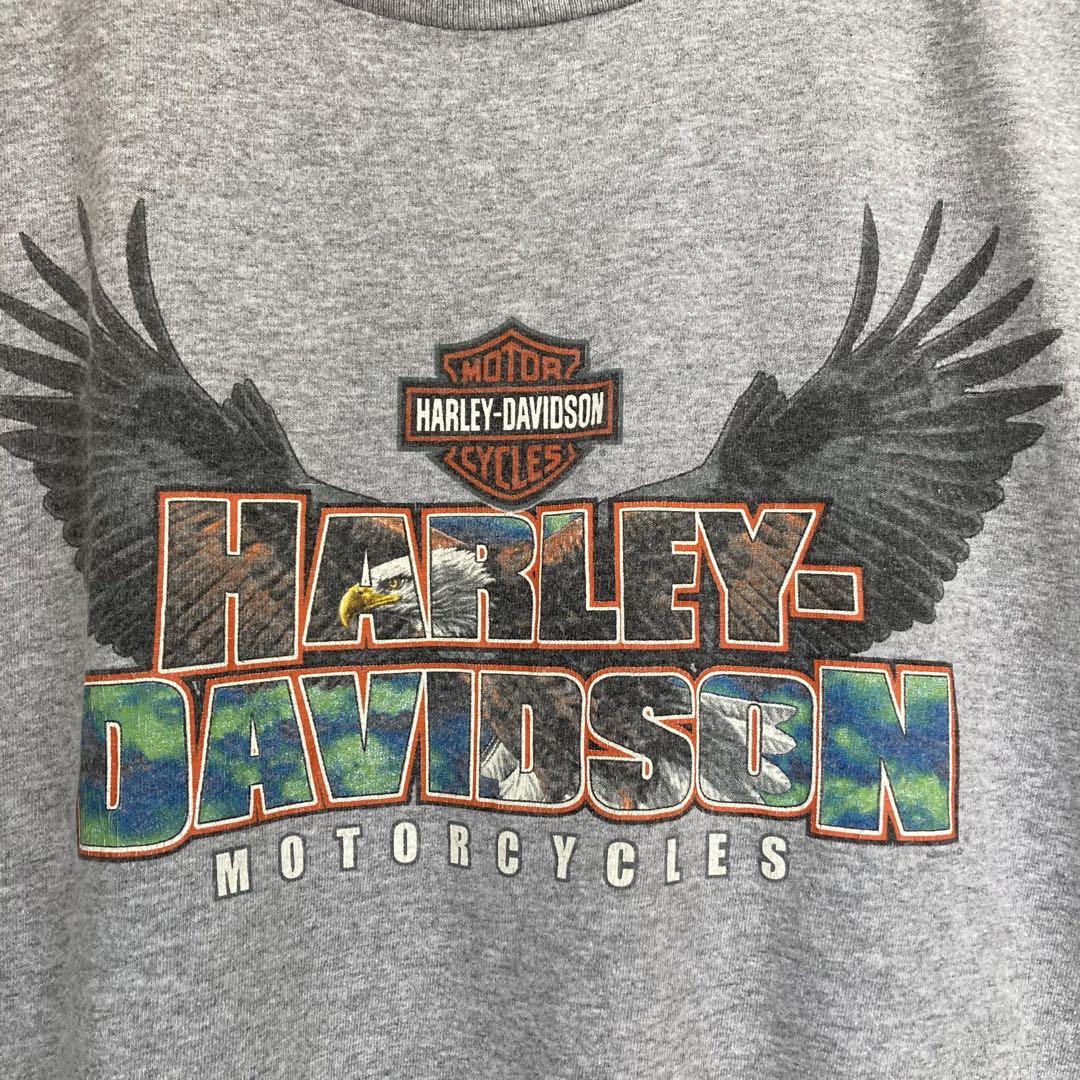 MOTOR
HARLEY-DAVIDSON
CYCLES
HARLEY-
DAVIDSON
MOTORCYCLES